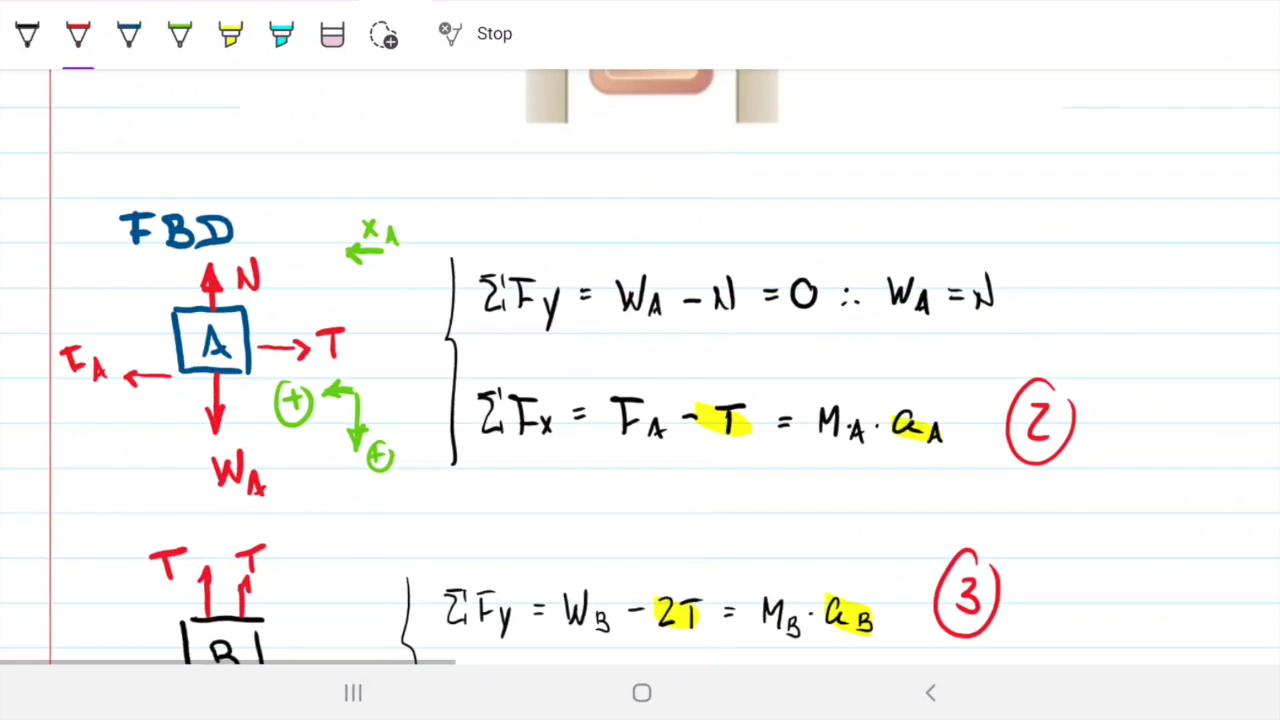 Stop
FBD
xA
N
ΣFy = WA - N = 0 ∴ WA = N
A
T
FA
+
ΣFx = FA - T = MA · aA
2
+
WA
T T
ΣFy = WB - 2T = MB · aB
3
B